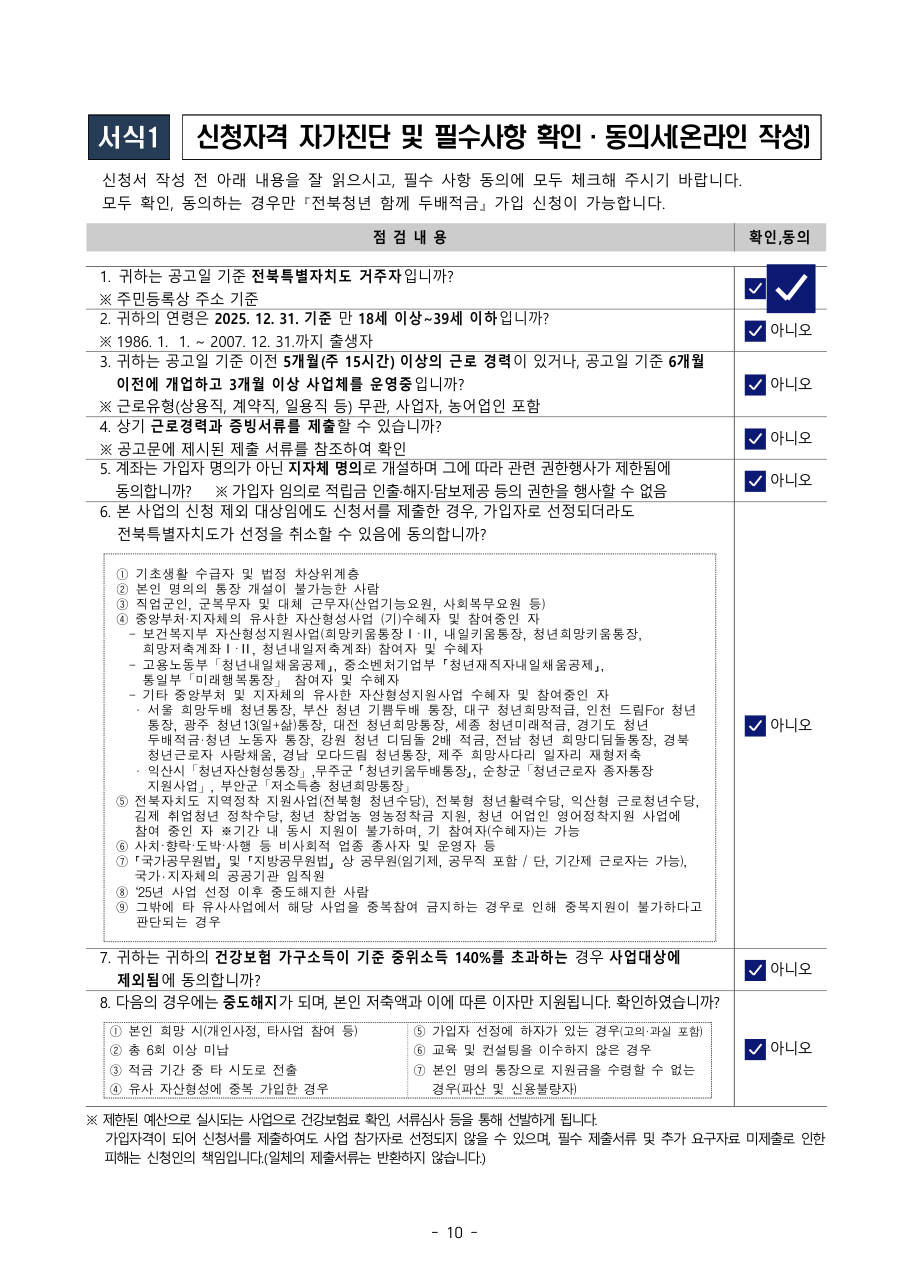 서식1
신청자격 자가진단 및 필수사항 확인 · 동의서(온라인 작성)
신청서 작성 전 아래 내용을 잘 읽으시고, 필수 사항 동의에 모두 체크해 주시기 바랍니다.
모두 확인, 동의하는 경우만 『전북청년 함께 두배적금』 가입 신청이 가능합니다.
점 검 내 용
확인,동의
1. 귀하는 공고일 기준 전북특별자치도 거주자입니까?
※ 주민등록상 주소 기준
2. 귀하의 연령은 2025. 12. 31. 기준 만 18세 이상~39세 이하입니까?
※ 1986. 1. 1. ~ 2007. 12. 31.까지 출생자
아니오
3. 귀하는 공고일 기준 이전 5개월(주 15시간) 이상의 근로 경력이 있거나, 공고일 기준 6개월
이전에 개업하고 3개월 이상 사업체를 운영중입니까?
※ 근로유형(상용직, 계약직, 일용직 등) 무관, 사업자, 농어업인 포함
아니오
4. 상기 근로경력과 증빙서류를 제출할 수 있습니까?
※ 공고문에 제시된 제출 서류를 참조하여 확인
아니오
5. 계좌는 가입자 명의가 아닌 지자체 명의로 개설하며 그에 따라 관련 권한행사가 제한됨에
동의합니까? ※ 가입자 임의로 적립금 인출·해지·담보제공 등의 권한을 행사할 수 없음
아니오
6. 본 사업의 신청 제외 대상임에도 신청서를 제출한 경우, 가입자로 선정되더라도
전북특별자치도가 선정을 취소할 수 있음에 동의합니까?
① 기초생활 수급자 및 법정 차상위계층
② 본인 명의의 통장 개설이 불가능한 사람
③ 직업군인, 군복무자 및 대체 근무자(산업기능요원, 사회복무요원 등)
④ 중앙부처·지자체의 유사한 자산형성사업 (기)수혜자 및 참여중인 자
- 보건복지부 자산형성지원사업(희망키움통장Ⅰ·Ⅱ, 내일키움통장, 청년희망키움통장,
희망저축계좌Ⅰ·Ⅱ, 청년내일저축계좌) 참여자 및 수혜자
- 고용노동부「청년내일채움공제」, 중소벤처기업부「청년재직자내일채움공제」,
통일부「미래행복통장」 참여자 및 수혜자
- 기타 중앙부처 및 지자체의 유사한 자산형성지원사업 수혜자 및 참여중인 자
· 서울 희망두배 청년통장, 부산 청년 기쁨두배 통장, 대구 청년희망적급, 인천 드림For 청년
통장, 광주 청년13(일+삶)통장, 대전 청년희망통장, 세종 청년미래적금, 경기도 청년
두배적금·청년 노동자 통장, 강원 청년 디딤돌 2배 적금, 전남 청년 희망디딤돌통장, 경북
청년근로자 사랑채움, 경남 모다드림 청년통장, 제주 희망사다리 일자리 재형저축
· 익산시「청년자산형성통장」,무주군「청년키움두배통장」, 순창군「청년근로자 종자통장
지원사업」, 부안군「저소득층 청년희망통장」
⑤ 전북자치도 지역정착 지원사업(전북형 청년수당), 전북형 청년활력수당, 익산형 근로청년수당,
김제 취업청년 정착수당, 청년 창업농 영농정착금 지원, 청년 어업인 영어정착지원 사업에
참여 중인 자 ※기간 내 동시 지원이 불가하며, 기 참여자(수혜자)는 가능
⑥ 사치·향락·도박·사행 등 비사회적 업종 종사자 및 운영자 등
⑦「국가공무원법」및「지방공무원법」상 공무원(임기제, 공무직 포함 / 단, 기간제 근로자는 가능),
국가·지자체의 공공기관 임직원
⑧ '25년 사업 선정 이후 중도해지한 사람
⑨ 그밖에 타 유사사업에서 해당 사업을 중복참여 금지하는 경우로 인해 중복지원이 불가하다고
판단되는 경우
아니오
7. 귀하는 귀하의 건강보험 가구소득이 기준 중위소득 140%를 초과하는 경우 사업대상에
제외됨에 동의합니까?
아니오
8. 다음의 경우에는 중도해지가 되며, 본인 저축액과 이에 따른 이자만 지원됩니다. 확인하였습니까?
① 본인 희망 시(개인사정, 타사업 참여 등)
② 총 6회 이상 미납
③ 적금 기간 중 타 시도로 전출
④ 유사 자산형성에 중복 가입한 경우
⑤ 가입자 선정에 하자가 있는 경우(고의·과실 포함)
⑥ 교육 및 컨설팅을 이수하지 않은 경우
⑦ 본인 명의 통장으로 지원금을 수령할 수 없는
경우(파산 및 신용불량자)
아니오
※ 제한된 예산으로 실시되는 사업으로 건강보험료 확인, 서류심사 등을 통해 선발하게 됩니다.
가입자격이 되어 신청서를 제출하여도 사업 참가자로 선정되지 않을 수 있으며, 필수 제출서류 및 추가 요구자료 미제출로 인한
피해는 신청인의 책임입니다.(일체의 제출서류는 반환하지 않습니다.)
- 10 -